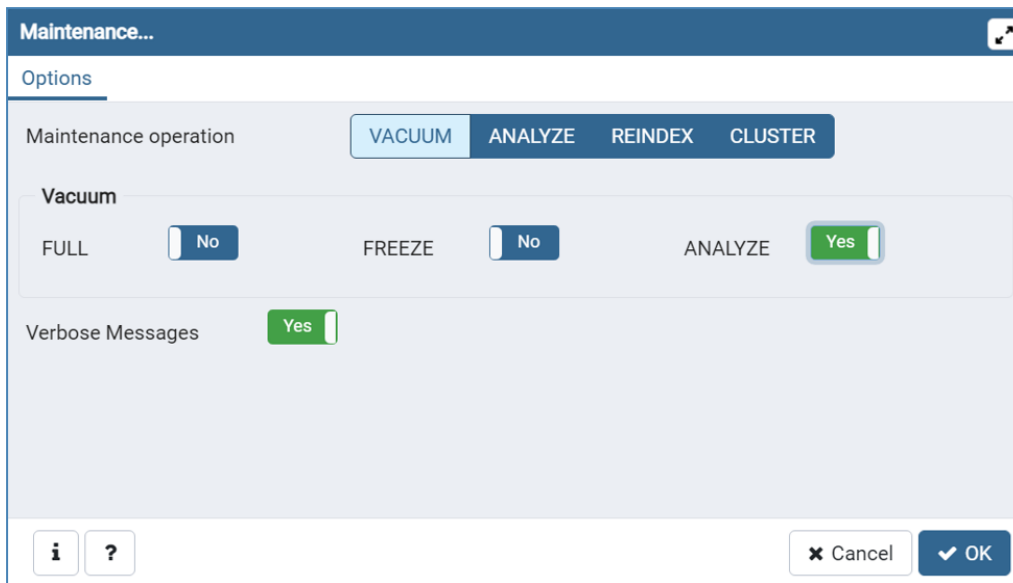 Maintenance...
Options
Maintenance operation VACUUM ANALYZE REINDEX CLUSTER
Vacuum
FULL No FREEZE No ANALYZE Yes
Verbose Messages Yes
i ? Cancel OK